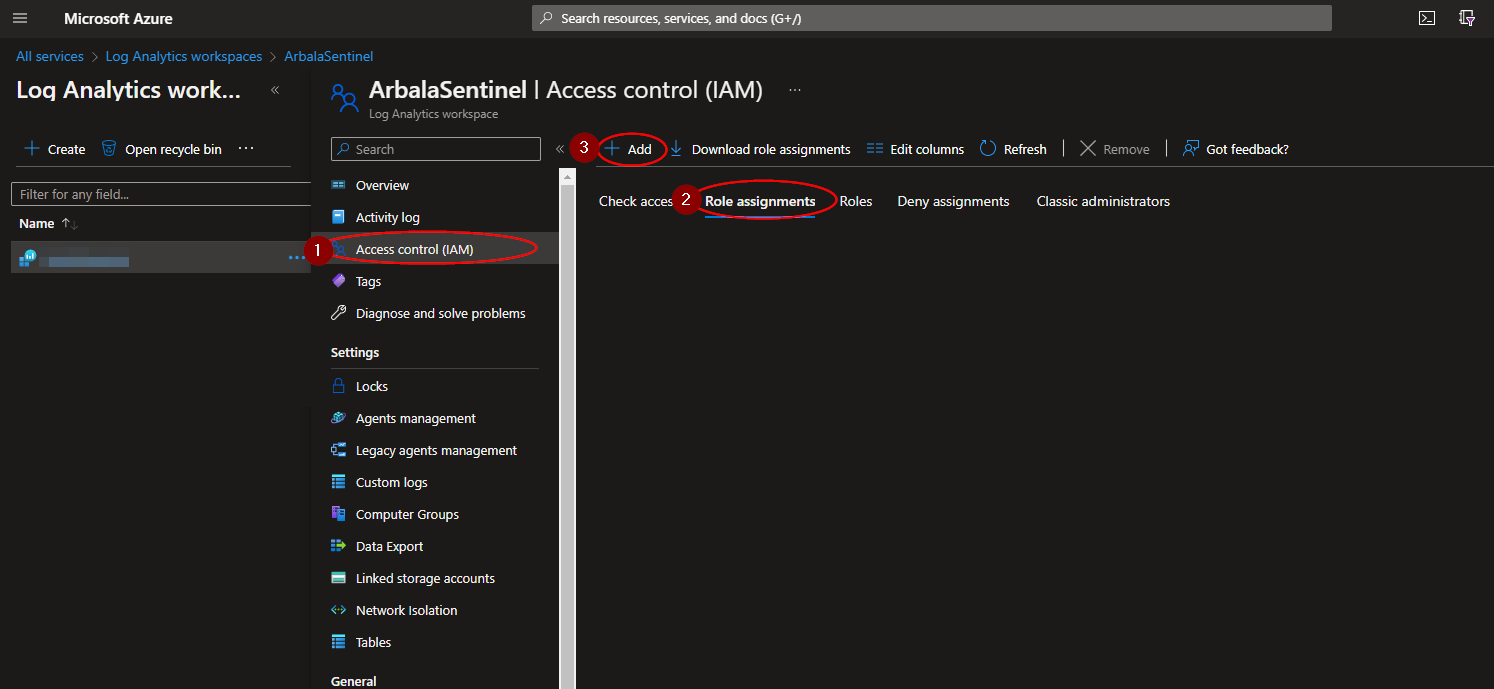 Microsoft Azure
Search resources, services, and docs (G+/)
All services > Log Analytics workspaces > ArbalaSentinel
Log Analytics work... «
+ Create Open recycle bin ...
Filter for any field...
Name ↑↓
ArbalaSentinel | Access control (IAM) ...
Log Analytics workspace
Search «
Overview
Activity log
1 Access control (IAM)
Tags
Diagnose and solve problems
Settings
Locks
Agents management
Legacy agents management
Custom logs
Computer Groups
Data Export
Linked storage accounts
Network Isolation
Tables
General
3 + Add Download role assignments Edit columns Refresh | Remove | Got feedback?
Check acces 2 Role assignments Roles Deny assignments Classic administrators